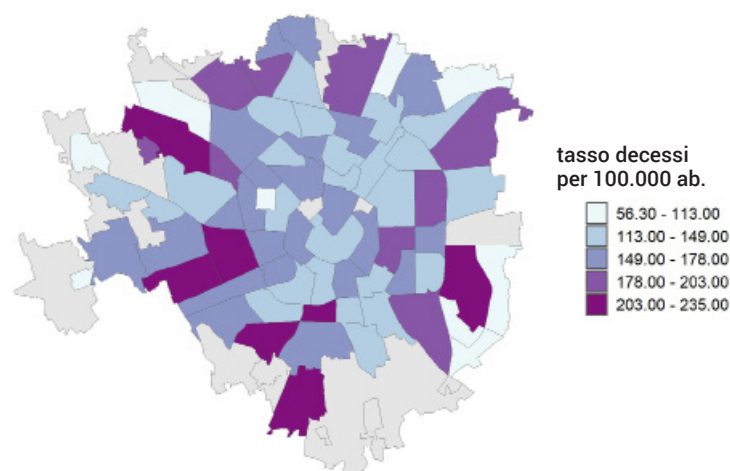 tasso decessi
per 100.000 ab.
56.30 - 113.00
113.00 - 149.00
149.00 - 178.00
178.00 - 203.00
203.00 - 235.00